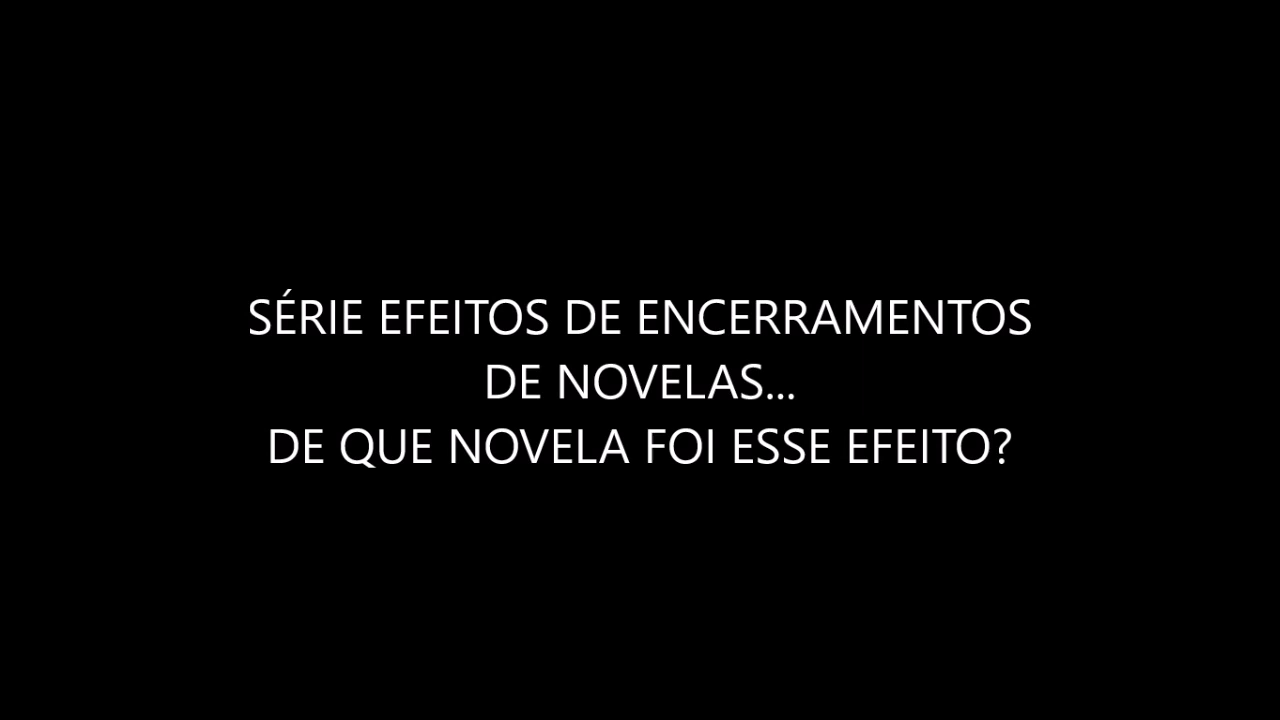 SÉRIE EFEITOS DE ENCERRAMENTOS
DE NOVELAS...
DE QUE NOVELA FOI ESSE EFEITO?